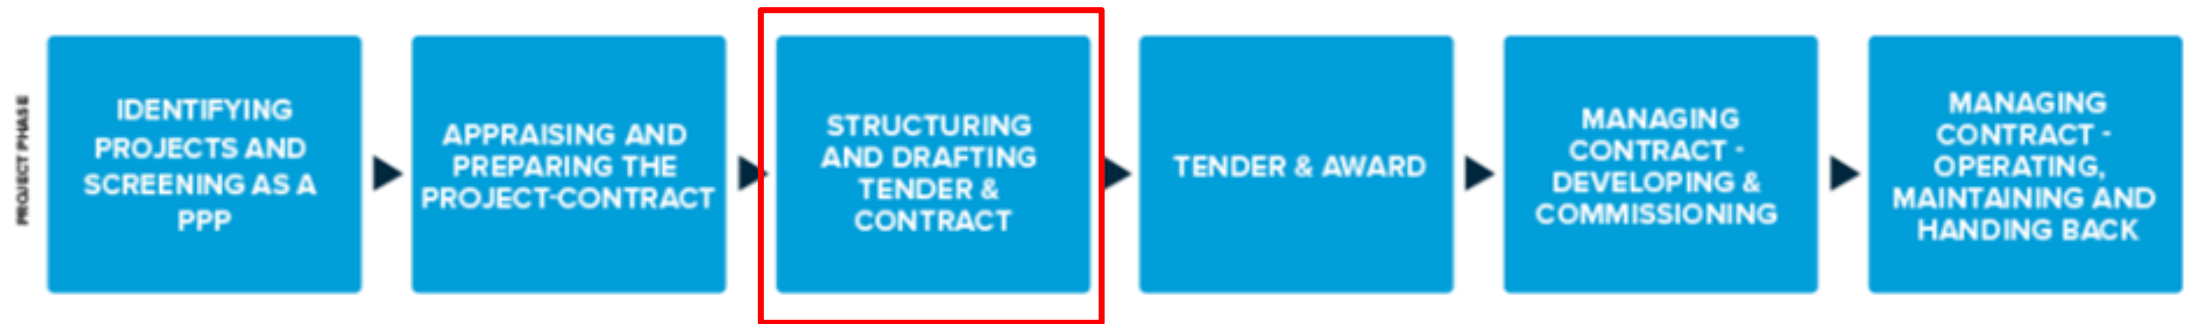 PROJECT PHASE
IDENTIFYING
PROJECTS AND
SCREENING AS A
PPP
APPRAISING AND
PREPARING THE
PROJECT-CONTRACT
STRUCTURING
AND DRAFTING
TENDER &
CONTRACT
TENDER & AWARD
MANAGING
CONTRACT -
DEVELOPING &
COMMISSIONING
MANAGING
CONTRACT -
OPERATING,
MAINTAINING AND
HANDING BACK